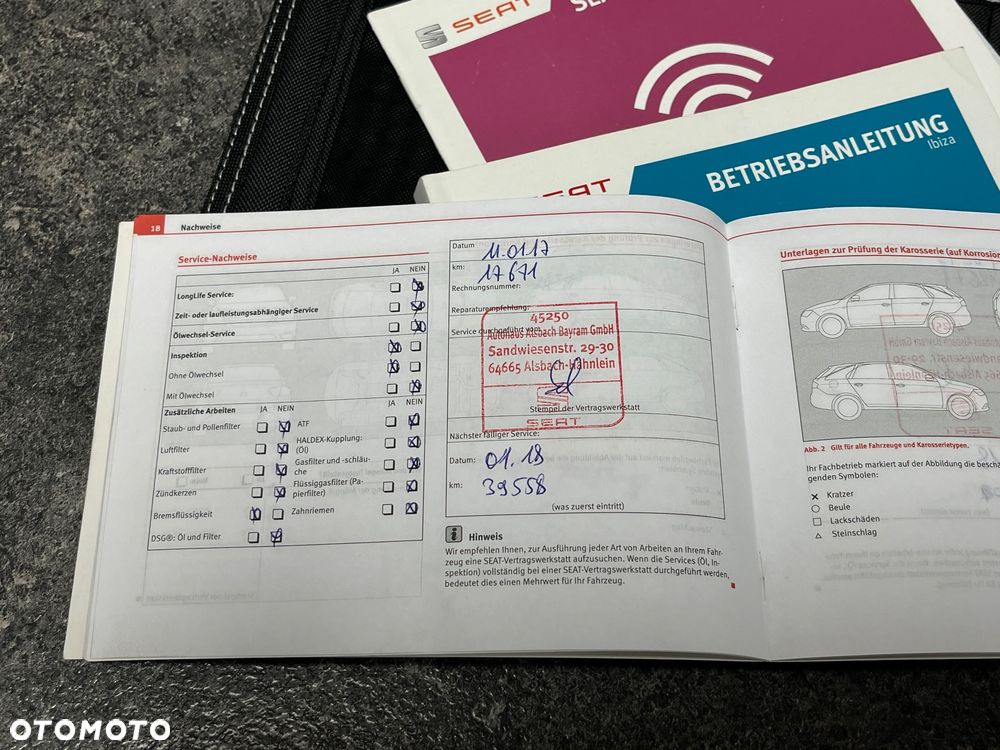 SEAT
BETRIEBSANLEITUNG
Ibiza
SEAT
18 Nachweise
Service-Nachweise
JA NEIN
LongLife Service:
Zeit- oder laufleistungsabhängiger Service
Ölwechsel-Service
Inspektion
Ohne Ölwechsel
Mit Ölwechsel
Zusätzliche Arbeiten JA NEIN JA NEIN
Staub- und Pollenfilter ATF
Luftfilter HALDEX-Kupplung: (Öl)
Kraftstofffilter Gasfilter und -schläu-
che
Zündkerzen Flüssiggasfilter (Pa-
pierfilter)
Bremsflüssigkeit Zahnriemen
DSG®: Öl und Filter
Datum 11.01.17
km: 17671
Rechnungsnummer:
Reparaturempfehlung:
Service durchgeführt von:
45250
Autohaus Alsbach Bayram GmbH
Sandwiesenstr. 29-30
64665 Alsbach-Hähnlein
Stempel der Vertragswerkstatt
SEAT
Nächster fälliger Service:
Datum: 01.18
km: 39558
(was zuerst eintritt)
i Hinweis
Wir empfehlen Ihnen, zur Ausführung jeder Art von Arbeiten an Ihrem Fahr-
zeug eine SEAT-Vertragswerkstatt aufzusuchen. Wenn die Services (Öl, In-
spektion) vollständig bei einer SEAT-Vertragswerkstatt durchgeführt werden,
bedeutet dies einen Mehrwert für Ihr Fahrzeug.
Unterlagen zur Prüfung der Karosserie (auf Korrosion
Abb. 2 Gilt für alle Fahrzeuge und Karosserietypen.
Ihr Fachbetrieb markiert auf der Abbildung die beschä
genden Symbolen:
× Kratzer
○ Beule
□ Lackschäden
△ Steinschlag
OTOMOTO